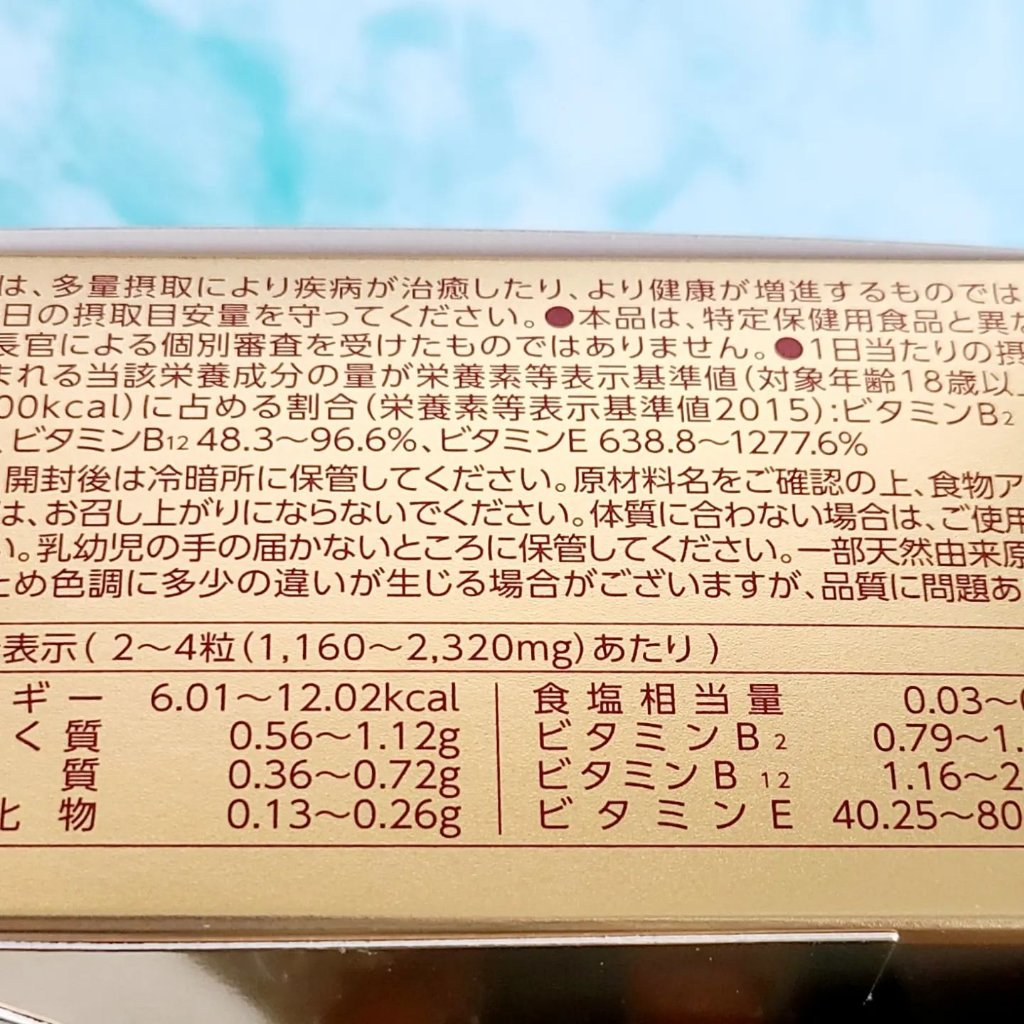 は、多量摂取により疾病が治癒したり、より健康が増進するものでは
日の摂取目安量を守ってください。●本品は、特定保健用食品と異な
長官による個別審査を受けたものではありません。●1日当たりの摂
まれる当該栄養成分の量が栄養素等表示基準値(対象年齢18歳以上
00kcal)に占める割合(栄養素等表示基準値2015):ビタミンB2
、ビタミンB12 48.3〜96.6%、ビタミンE 638.8〜1277.6%
開封後は冷暗所に保管してください。原材料名をご確認の上、食物ア
は、お召し上がりにならないでください。体質に合わない場合は、ご使用
い。乳幼児の手の届かないところに保管してください。一部天然由来原
ため色調に多少の違いが生じる場合がございますが、品質に問題あ
表示( 2〜4粒(1,160〜2,320mg)あたり )
ギー 6.01〜12.02kcal 食塩相当量 0.03〜
く質 0.56〜1.12g ビタミンB2 0.79〜1.
質 0.36〜0.72g ビタミンB12 1.16〜2
化物 0.13〜0.26g ビタミンE 40.25〜80